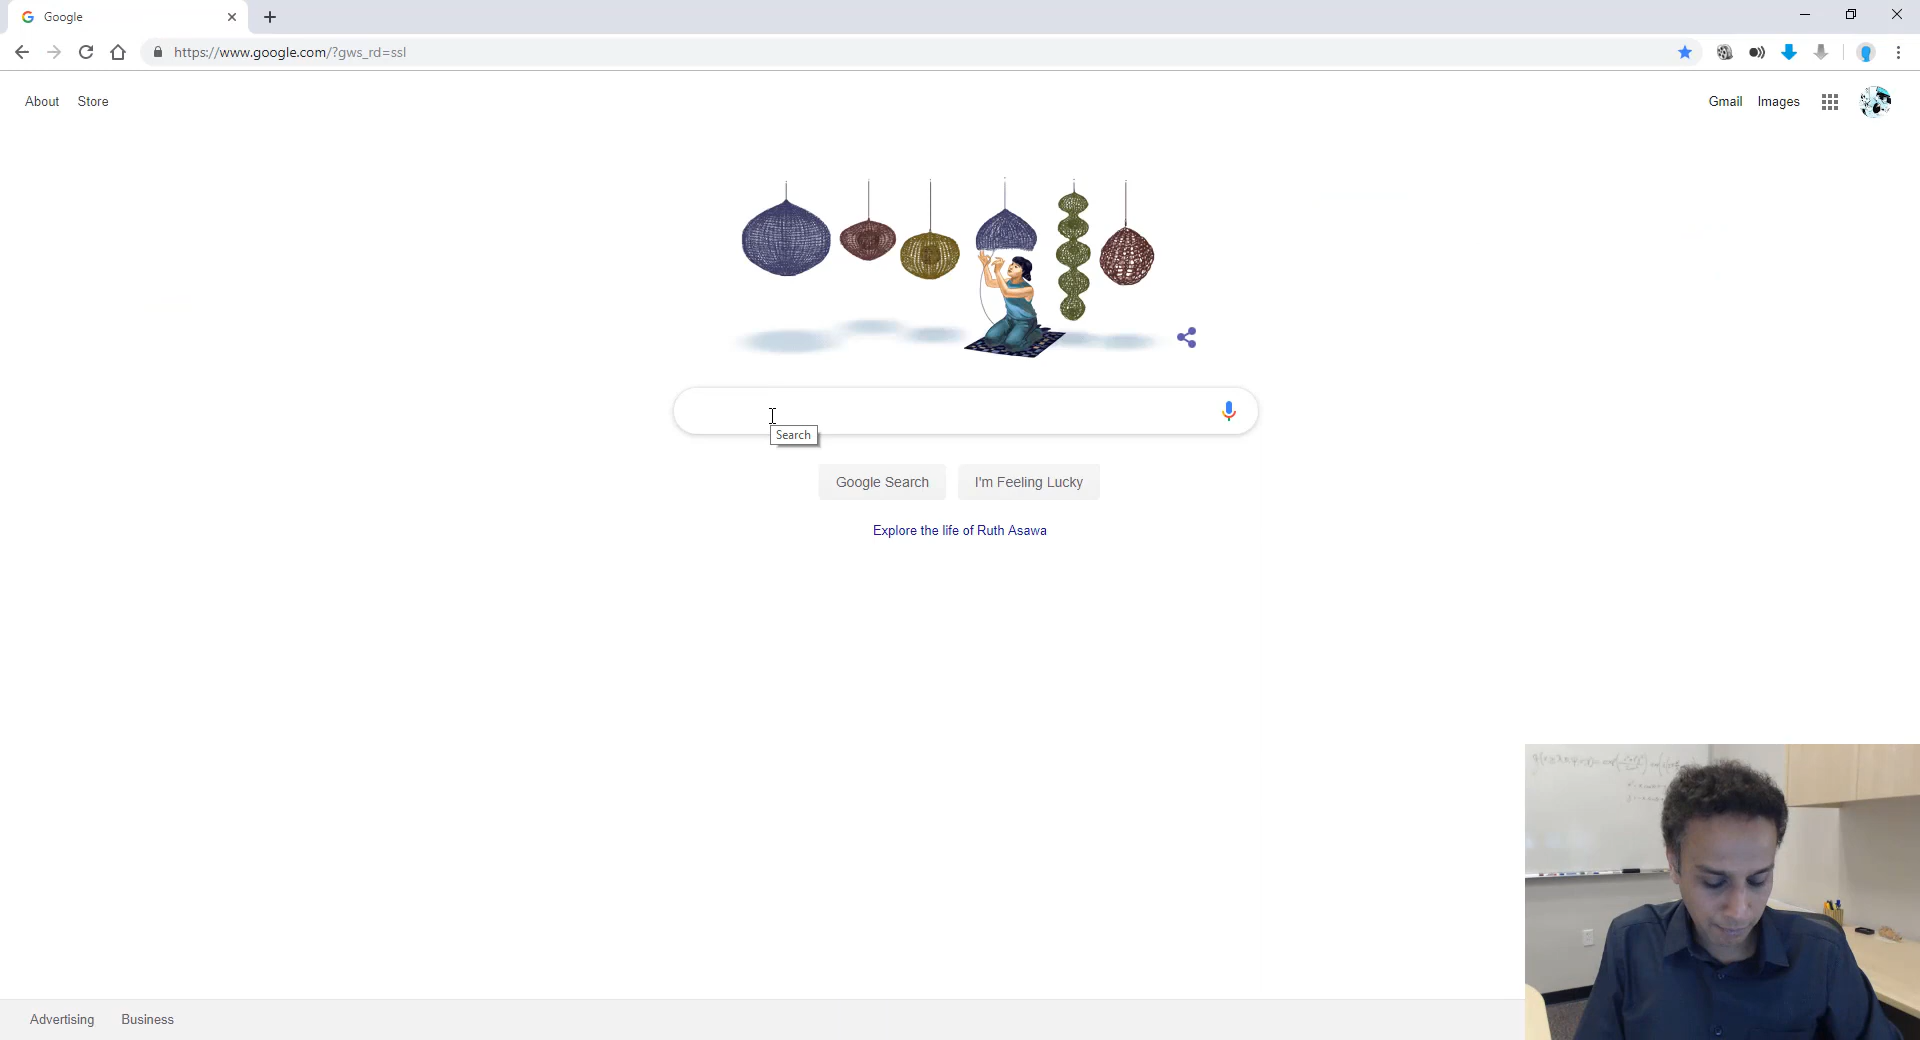 Google
https://www.google.com/?gws_rd=ssl
About Store
Gmail Images
Search
Google Search I'm Feeling Lucky
Explore the life of Ruth Asawa
Advertising Business